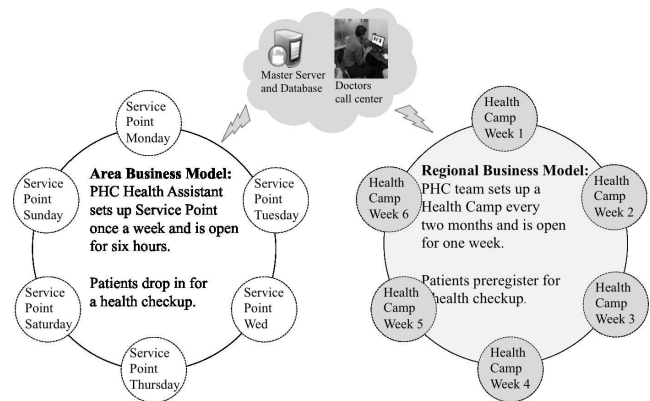 Master Server
and Database
Doctors
call center
Service
Point
Monday
Service
Point
Tuesday
Service
Point
Wed
Service
Point
Thursday
Service
Point
Saturday
Service
Point
Sunday
Area Business Model:
PHC Health Assistant
sets up Service Point
once a week and is open
for six hours.
Patients drop in for
a health checkup.
Health
Camp
Week 1
Health
Camp
Week 2
Health
Camp
Week 3
Health
Camp
Week 4
Health
Camp
Week 5
Health
Camp
Week 6
Regional Business Model:
PHC team sets up a
Health Camp every
two months and is open
for one week.
Patients preregister for
health checkup.